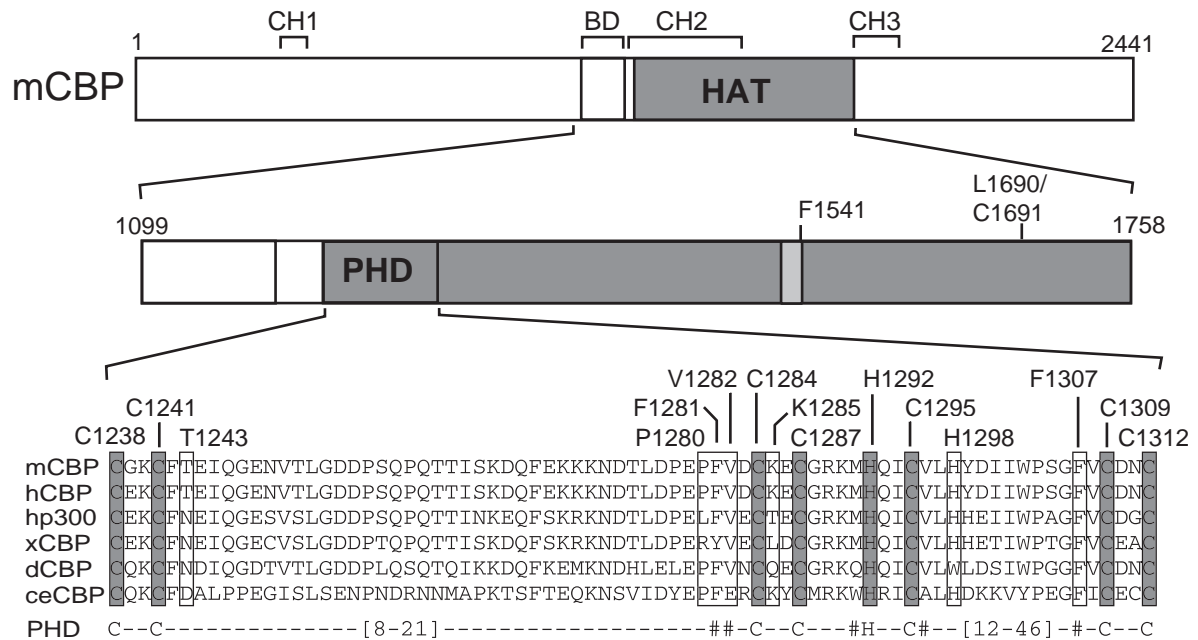 CH1 BD CH2 CH3
1 2441
mCBP HAT
L1690/
F1541 C1691
1099 1758
PHD
V1282 C1284 H1292 F1307
C1241 F1281 K1285 C1295 C1309
C1238 T1243 P1280 C1287 H1298 C1312
mCBP CGKCFTEIQGENVTLGDDPSQPQTTISKDQFEKKKNDTLDPEPFVDCKECGRKMHQICVLHYDIIWPSGFVCDNC
hCBP CEKCFTEIQGENVTLGDDPSQPQTTISKDQFEKKKNDTLDPEPFVDCKECGRKMHQICVLHYDIIWPSGFVCDNC
hp300 CEKCFNEIQGESVSLGDDPSQPQTTINKEQFSKRKNDTLDPELFVECTECGRKMHQICVLHHEIIWPAGFVCDGC
xCBP CEKCFNEIQGECVSLGDDPTQPQTTINKDQFSKRKNDTLDPERYVECLDCGRKMHQICVLHHETIWPTGFVCEAC
dCBP CQKCFNDIQGDTVTLGDDPLQSQTQIKKDQFKEMKNDHLELEPFVNCQECGRKQHQICVLWLDSIWPGGFVCDNC
ceCBP CQKCFDALPPEGISLSENPNDRNNMAPKTSFTEQKNSVIDYEPFERCKYCMRKWHRICALHDKKVYPEGFICECC
PHD C--C---------------[8-21]-----------------##-C--C---#H--C#--[12-46]-#-C--C